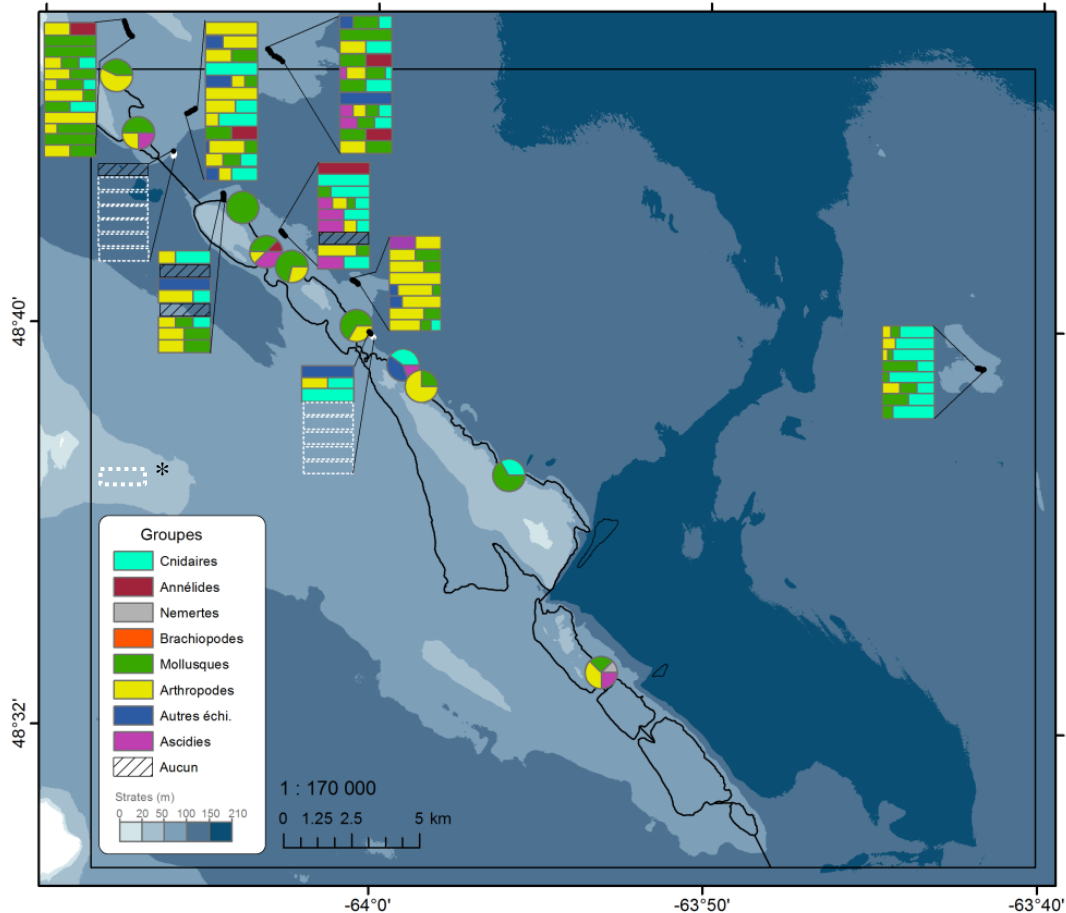 48°40'
48°32'
*
Groupes
Cnidaires
Annélides
Nemertes
Brachiopodes
Mollusques
Arthropodes
Autres échi.
Ascidies
Aucun
Strates (m)
0 20 50 100 150 210
1 : 170 000
0 1.25 2.5 5 km
-64°0' -63°50' -63°40'